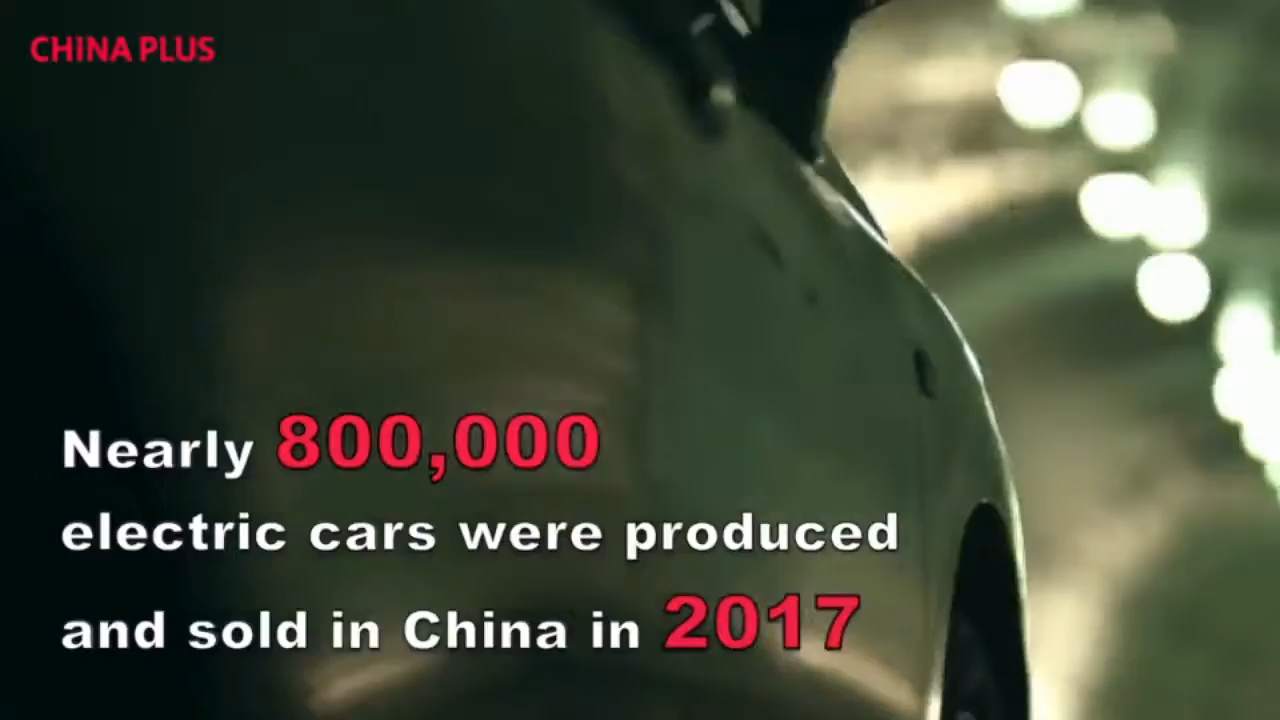 CHINA PLUS
Nearly 800,000
electric cars were produced
and sold in China in 2017